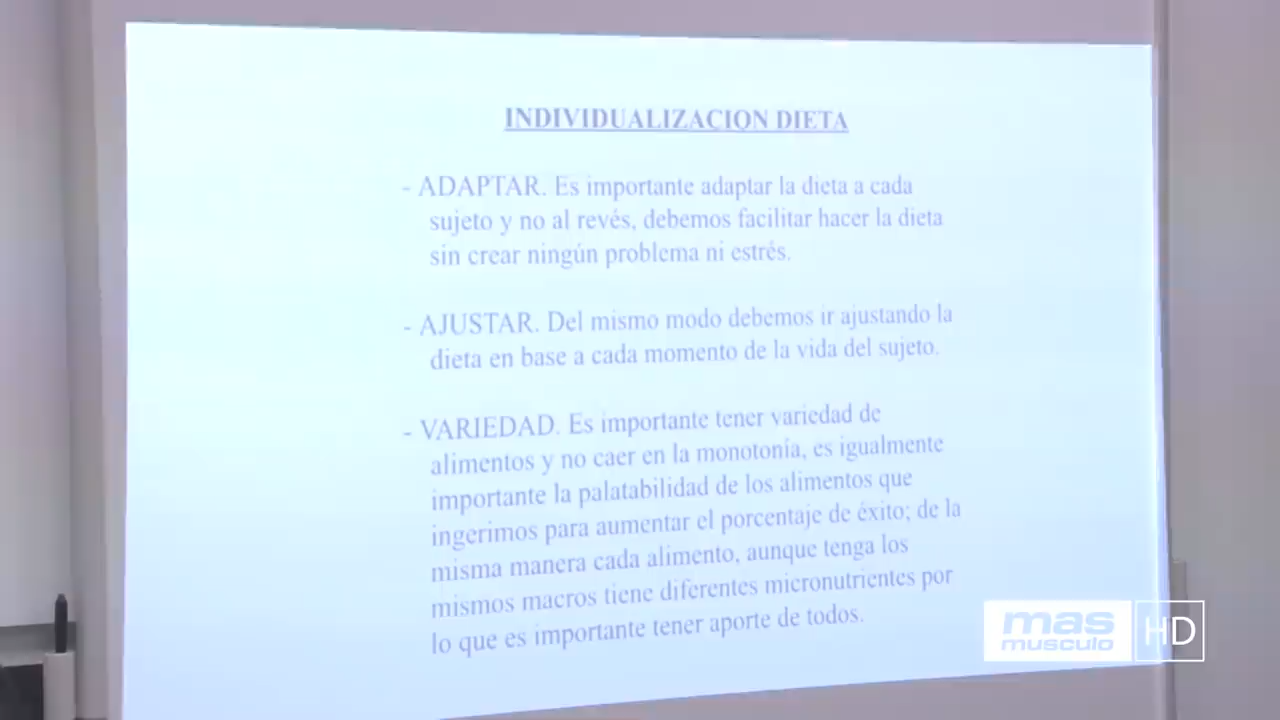 INDIVIDUALIZACION DIETA
- ADAPTAR. Es importante adaptar la dieta a cada
sujeto y no al revés, debemos facilitar hacer la dieta
sin crear ningún problema ni estrés.
- AJUSTAR. Del mismo modo debemos ir ajustando la
dieta en base a cada momento de la vida del sujeto.
- VARIEDAD. Es importante tener variedad de
alimentos y no caer en la monotonía, es igualmente
importante la palatabilidad de los alimentos que
ingerimos para aumentar el porcentaje de éxito; de la
misma manera cada alimento, aunque tenga los
mismos macros tiene diferentes micronutrientes por
lo que es importante tener aporte de todos.
mas
musculo
HD